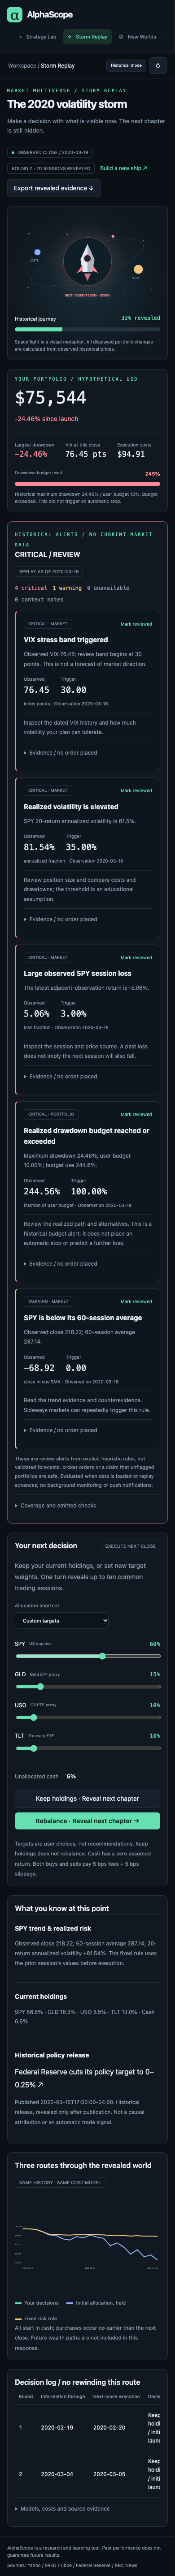 α AlphaScope
Strategy Lab
Storm Replay
New Worlds
Workspace / Storm Replay
Historical mode
MARKET MULTIVERSE / STORM REPLAY
The 2020 volatility storm
Make a decision with what is visible now. The next chapter
is still hidden.
OBSERVED CLOSE / 2020-03-18
ROUND 2 · 20 SESSIONS REVEALED
Build a new ship ↗
Export revealed evidence ↓
NEXT OBSERVATIONS HIDDEN
Historical journey
33% revealed
Spaceflight is a visual metaphor. All displayed portfolio changes
are calculated from observed historical prices.
YOUR PORTFOLIO / HYPOTHETICAL USD
$75,544
-24.46% since launch
Largest drawdown
−24.46%
VIX at this close
76.45 pts
Execution costs
$94.91
Drawdown budget used
245%
Historical maximum drawdown 24.46% / user budget 10%. Budget
exceeded. This did not trigger an automatic stop.
HISTORICAL ALERTS / NO CURRENT MARKET
DATA
CRITICAL / REVIEW
REPLAY AS OF 2020-03-18
4 critical 1 warning 0 unavailable
0 context notes
CRITICAL · MARKET
Mark reviewed
VIX stress band triggered
Observed VIX 76.45; review band begins at 30
points. This is not a forecast of market direction.
Observed
76.45
Trigger
30.00
index points · Observation 2020-03-18
Inspect the dated VIX history and how much
volatility your plan can tolerate.
▸ Evidence / no order placed
CRITICAL · MARKET
Mark reviewed
Realized volatility is elevated
SPY 20-return annualized volatility is 81.5%.
Observed
81.54%
Trigger
35.00%
annualized fraction · Observation 2020-03-18
Review position size and compare costs and
drawdowns; the threshold is an educational
assumption.
▸ Evidence / no order placed
CRITICAL · MARKET
Mark reviewed
Large observed SPY session loss
The latest adjacent-observation return is -5.06%.
Observed
5.06%
Trigger
3.00%
loss fraction · Observation 2020-03-18
Inspect the session and price source. A past loss
does not imply the next session will also fall.
▸ Evidence / no order placed
CRITICAL · PORTFOLIO
Mark reviewed
Realized drawdown budget reached or
exceeded
Maximum drawdown 24.46%; user budget
10.00%; budget use 244.6%.
Observed
244.56%
Trigger
100.00%
fraction of user budget · Observation 2020-03-18
Review the realized path and alternatives. This is a
historical budget alert; it does not place an
automatic stop or predict a further loss.
▸ Evidence / no order placed
WARNING · MARKET
Mark reviewed
SPY is below its 60-session average
Observed close 218.22; 60-session average
287.14.
Observed
−68.92
Trigger
0.00
close minus SMA · Observation 2020-03-18
Read the trend evidence and counterevidence.
Sideways markets can repeatedly trigger this rule.
▸ Evidence / no order placed
These are review alerts from explicit heuristic rules, not
validated forecasts, broker orders or a claim that unflagged
portfolios are safe. Evaluated when data is loaded or replay
advances; no background monitoring or push notifications.
▸ Coverage and omitted checks
Your next decision
EXECUTE NEXT CLOSE
Keep your current holdings, or set new target
weights. One turn reveals up to ten common
trading sessions.
Allocation shortcut
Custom targets
SPY US equities 60%
GLD Gold ETF proxy 15%
USO Oil ETF proxy 10%
TLT Treasury ETF 10%
Unallocated cash 5%
Keep holdings · Reveal next chapter
Rebalance · Reveal next chapter →
Targets are user choices, not recommendations. Keep
holdings does not rebalance. Cash has a zero assumed
return. Both buys and sells pay 5 bps fees + 5 bps
slippage.
What you know at this point
SPY trend & realized risk
Observed close 218.22; 60-session average 287.14; 20-
return annualized volatility +81.54%. The fixed rule uses the
prior session's values before execution.
Current holdings
SPY 56.5% · GLD 18.3% · USO 5.5% · TLT 13.0% · Cash
6.6%
Historical policy release
Federal Reserve cuts its policy target to 0–
0.25% ↗
Published 2020-03-15T17:00:00-04:00. Historical
release, revealed only after publication. Not a causal
attribution or an automatic trade signal.
Three routes through the revealed world
SAME HISTORY · SAME COST MODEL
Your decisions
Initial allocation, held
Fixed risk rule
All start in cash; purchases occur no earlier than the next
close. Future wealth paths are not included in this
response.
Decision log / no rewinding this route
Round
Information through
Next-close execution
1
2020-02-19
2020-02-20
2
2020-03-04
2020-03-05
▸ Models, costs and source evidence
AlphaScope is a research and learning tool. Past performance does not
guarantee future results.
Sources: Yahoo / FRED / Cboe / Federal Reserve / BBC News